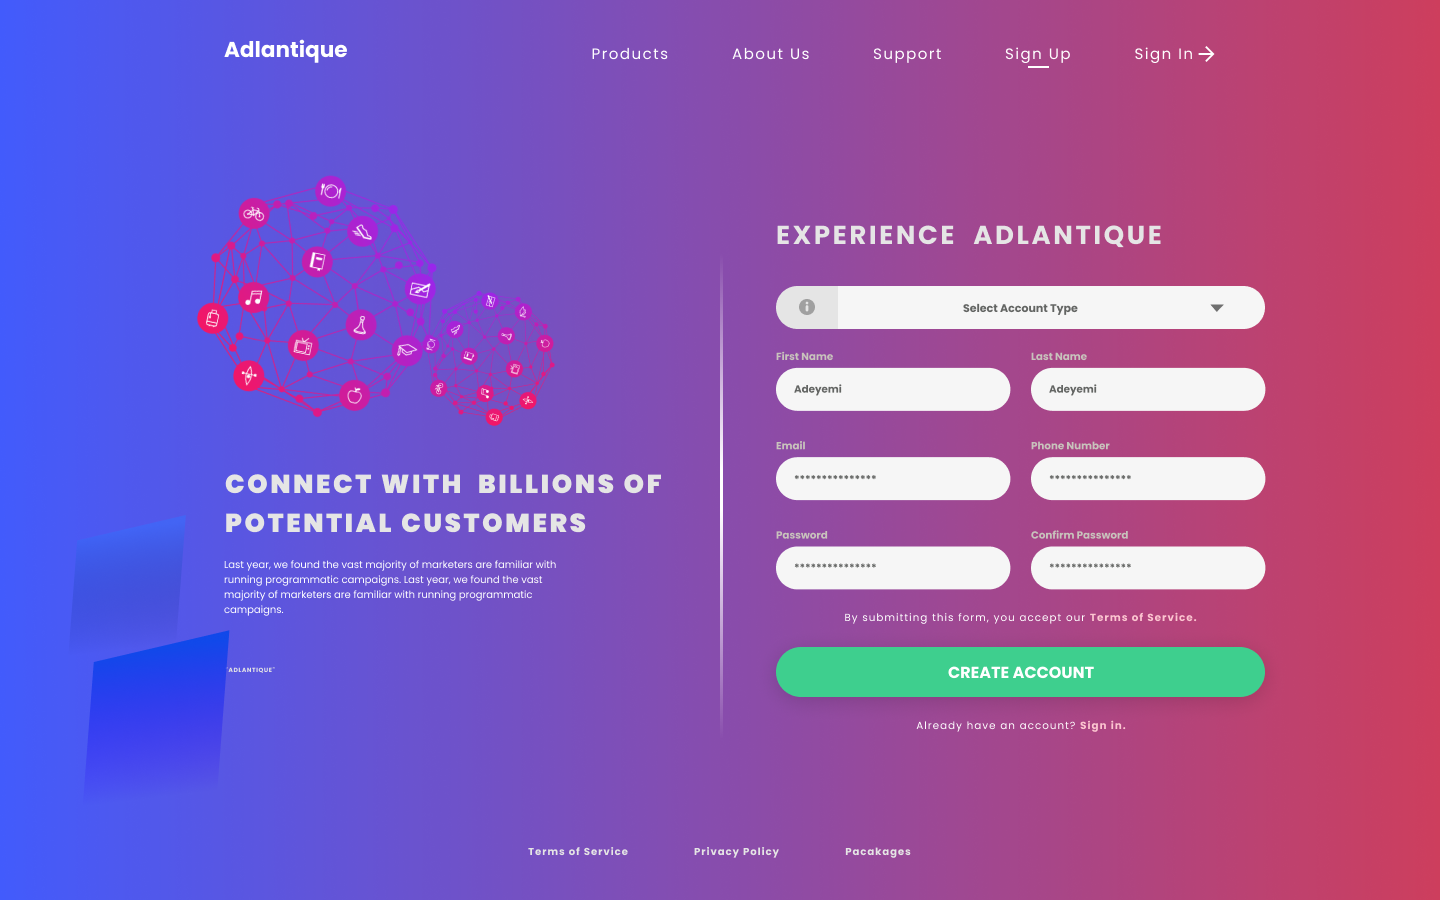 Adlantique
Products
About Us
Support
Sign Up
Sign In
CONNECT WITH BILLIONS OF
POTENTIAL CUSTOMERS
Last year, we found the vast majority of marketers are familiar with
running programmatic campaigns. Last year, we found the vast
majority of marketers are familiar with running programmatic
campaigns.
"ADLANTIQUE"
EXPERIENCE ADLANTIQUE
Select Account Type
First Name
Last Name
Adeyemi
Adeyemi
Email
Phone Number
***************
***************
Password
Confirm Password
***************
***************
By submitting this form, you accept our Terms of Service.
CREATE ACCOUNT
Already have an account? Sign in.
Terms of Service
Privacy Policy
Pacakages